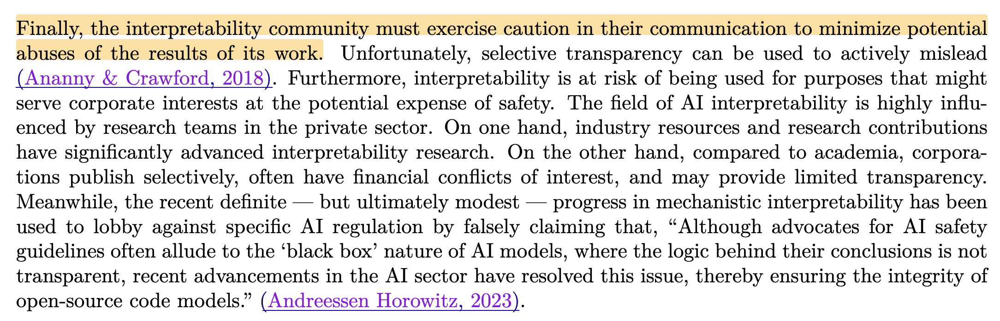 Finally, the interpretability community must exercise caution in their communication to minimize potential
abuses of the results of its work. Unfortunately, selective transparency can be used to actively mislead
(Ananny & Crawford, 2018). Furthermore, interpretability is at risk of being used for purposes that might
serve corporate interests at the potential expense of safety. The field of AI interpretability is highly influ-
enced by research teams in the private sector. On one hand, industry resources and research contributions
have significantly advanced interpretability research. On the other hand, compared to academia, corpora-
tions publish selectively, often have financial conflicts of interest, and may provide limited transparency.
Meanwhile, the recent definite — but ultimately modest — progress in mechanistic interpretability has been
used to lobby against specific AI regulation by falsely claiming that, “Although advocates for AI safety
guidelines often allude to the ‘black box’ nature of AI models, where the logic behind their conclusions is not
transparent, recent advancements in the AI sector have resolved this issue, thereby ensuring the integrity of
open-source code models.” (Andreessen Horowitz, 2023).